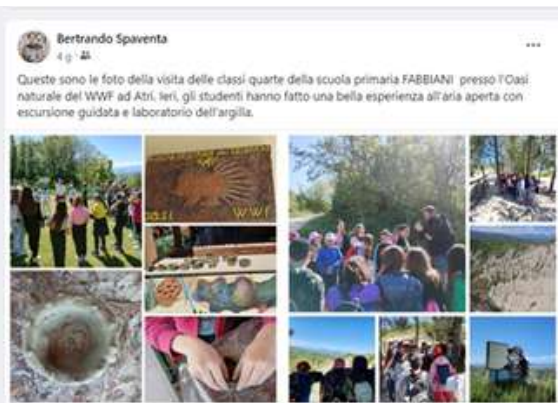 Bertrando Spaventa
4 g
Queste sono le foto della visita delle classi quarte della scuola primaria FABBIANI presso l'Oasi
naturale del WWF ad Atri. Ieri, gli studenti hanno fatto una bella esperienza all'aria aperta con
escursione guidata e laboratorio dell'argilla.
WWF